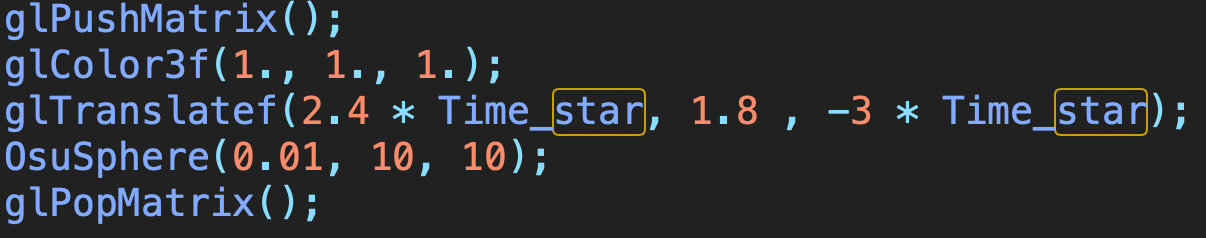 glPushMatrix();
glColor3f(1., 1., 1.);
glTranslatef(2.4 * Time_star, 1.8 , -3 * Time_star);
OsuSphere(0.01, 10, 10);
glPopMatrix();